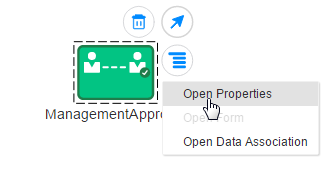 Open Properties
ManagementAppro
Open Form
Open Data Association